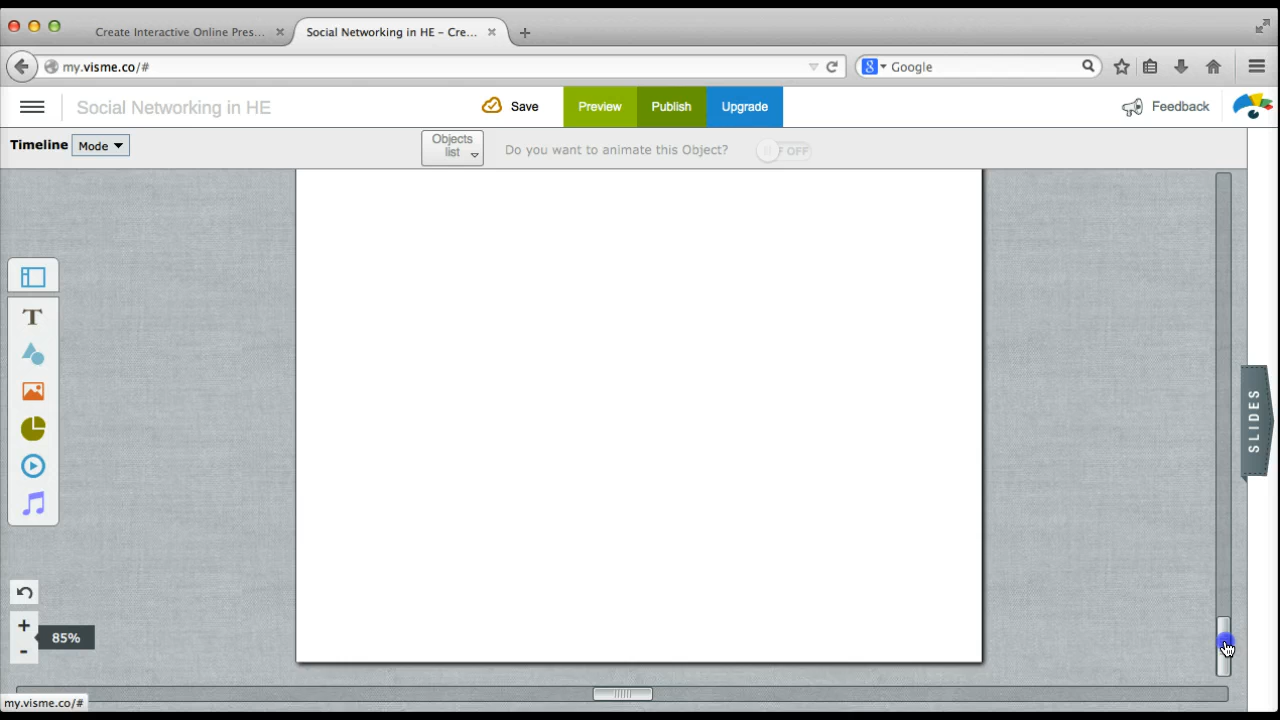 Create Interactive Online Pres...
Social Networking in HE – Cre...
my.visme.co/#
Google
Social Networking in HE
Save
Preview
Publish
Upgrade
Feedback
Timeline
Mode
Objects
list
Do you want to animate this Object?
OFF
T
SLIDES
+
85%
-
my.visme.co/#